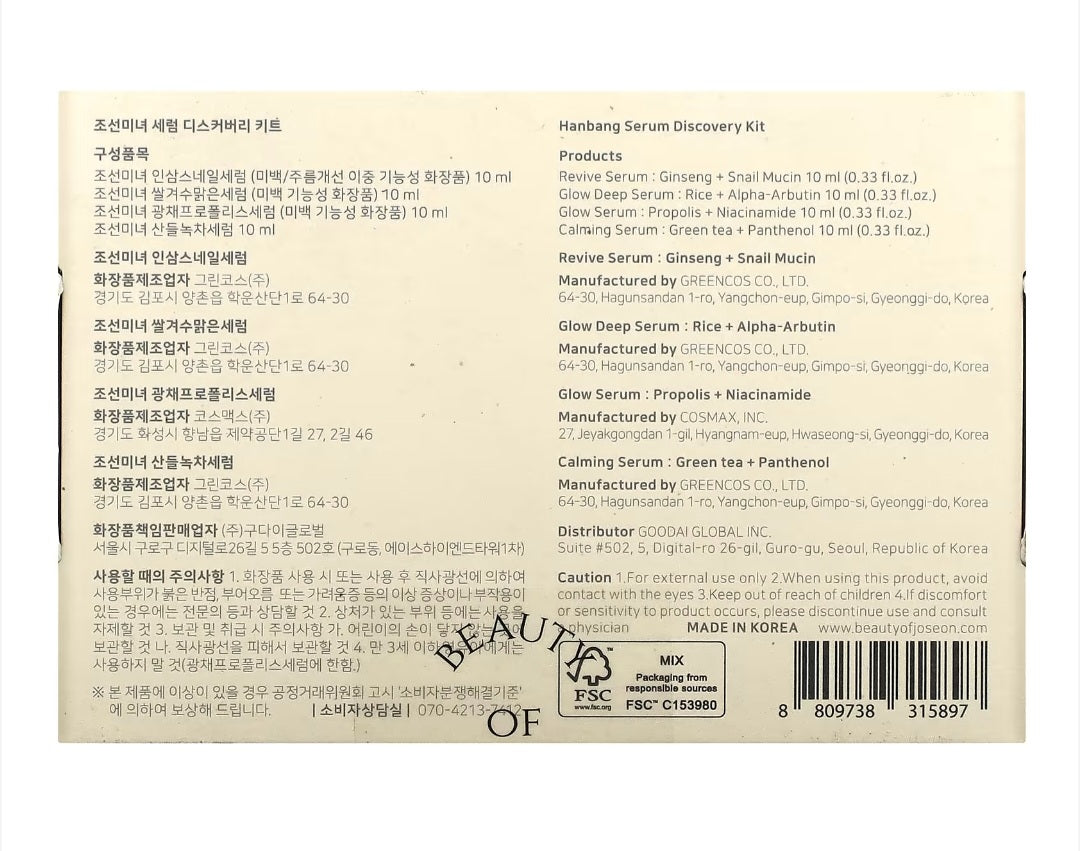 조선미녀 세럼 디스커버리 키트
구성품목
조선미녀 인삼스네일세럼 (미백/주름개선 이중 기능성 화장품) 10 ml
조선미녀 쌀겨수맑은세럼 (미백 기능성 화장품) 10 ml
조선미녀 광채프로폴리스세럼 (미백 기능성 화장품) 10 ml
조선미녀 산들녹차세럼 10 ml
조선미녀 인삼스네일세럼
화장품제조업자 그린코스(주)
경기도 김포시 양촌읍 학운산단1로 64-30
조선미녀 쌀겨수맑은세럼
화장품제조업자 그린코스(주)
경기도 김포시 양촌읍 학운산단1로 64-30
조선미녀 광채프로폴리스세럼
화장품제조업자 코스맥스(주)
경기도 화성시 향남읍 제약공단1길 27, 2길 46
조선미녀 산들녹차세럼
화장품제조업자 그린코스(주)
경기도 김포시 양촌읍 학운산단1로 64-30
화장품책임판매업자 (주)구다이글로벌
서울시 구로구 디지털로26길 5 5층 502호 (구로동, 에이스하이엔드타워1차)
사용할 때의 주의사항 1. 화장품 사용 시 또는 사용 후 직사광선에 의하여
사용부위가 붉은 반점, 부어오름 또는 가려움증 등의 이상 증상이나 부작용이
있는 경우에는 전문의 등과 상담할 것 2. 상처가 있는 부위 등에는 사용을
자제할 것 3. 보관 및 취급 시 주의사항 가. 어린이의 손이 닿지
보관할 것 나. 직사광선을 피해서 보관할 것 4. 만 3세 이하
사용하지 말 것(광채프로폴리스세럼에 한함.)
※ 본 제품에 이상이 있을 경우 공정거래위원회 고시 '소비자분쟁해결기준'
에 의하여 보상해 드립니다. | 소비자상담실 | 070-4213-7612
Hanbang Serum Discovery Kit
Products
Revive Serum : Ginseng + Snail Mucin 10 ml (0.33 fl.oz.)
Glow Deep Serum : Rice + Alpha-Arbutin 10 ml (0.33 fl.oz.)
Glow Serum : Propolis + Niacinamide 10 ml (0.33 fl.oz.)
Calming Serum : Green tea + Panthenol 10 ml (0.33 fl.oz.)
Revive Serum : Ginseng + Snail Mucin
Manufactured by GREENCOS CO., LTD.
64-30, Hagunsandan 1-ro, Yangchon-eup, Gimpo-si, Gyeonggi-do, Korea
Glow Deep Serum : Rice + Alpha-Arbutin
Manufactured by GREENCOS CO., LTD.
64-30, Hagunsandan 1-ro, Yangchon-eup, Gimpo-si, Gyeonggi-do, Korea
Glow Serum : Propolis + Niacinamide
Manufactured by COSMAX, INC.
27, Jeyakgongdan 1-gil, Hyangnam-eup, Hwaseong-si, Gyeonggi-do, Korea
Calming Serum : Green tea + Panthenol
Manufactured by GREENCOS CO., LTD.
64-30, Hagunsandan 1-ro, Yangchon-eup, Gimpo-si, Gyeonggi-do, Korea
Distributor GOODAI GLOBAL INC.
Suite #502, 5, Digital-ro 26-gil, Guro-gu, Seoul, Republic of Korea
Caution 1.For external use only 2.When using this product, avoid
contact with the eyes 3.Keep out of reach of children 4.If discomfort
or sensitivity to product occurs, please discontinue use and consult
physician MADE IN KOREA www.beautyofjoseon.com
BEAUTY
OF
FSC
www.fsc.org
MIX
Packaging from
responsible sources
FSC™ C153980
8 809738 315897